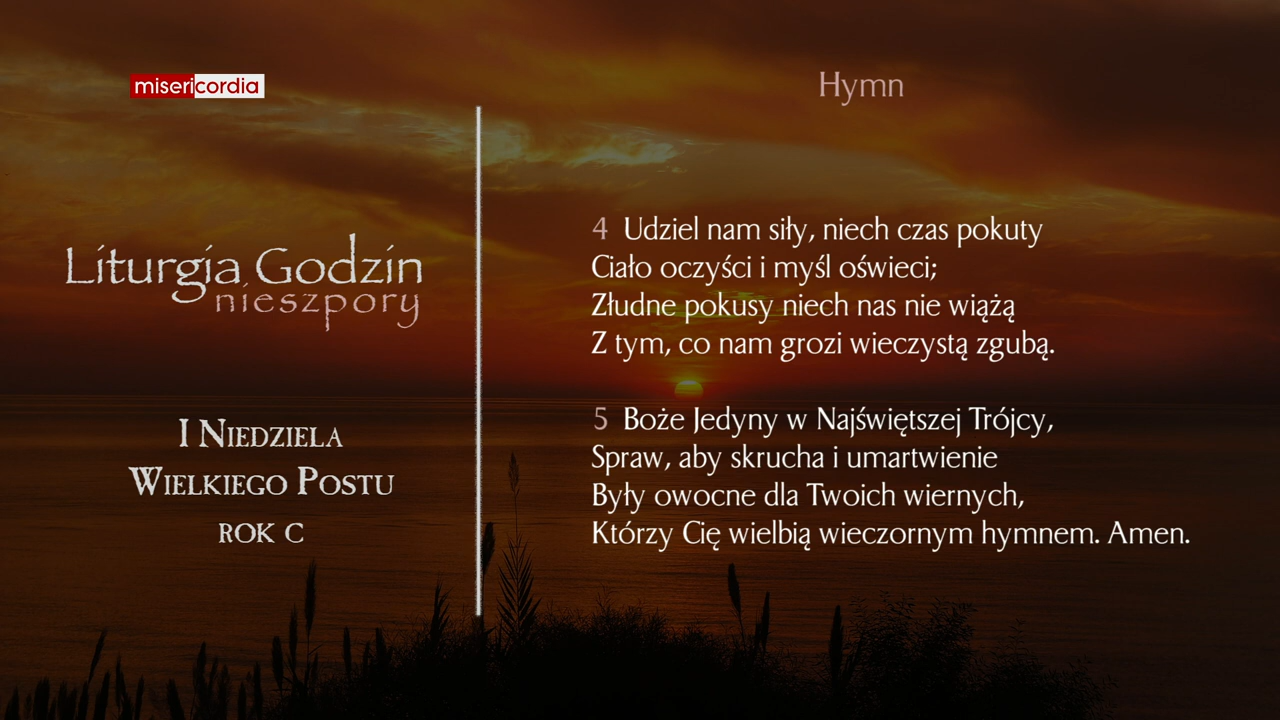 misericordia
Liturgia Godzin
nieszpory
I Niedziela
Wielkiego Postu
rok C
Hymn
4 Udziel nam siły, niech czas pokuty
Ciało oczyści i myśl oświeci;
Złudne pokusy niech nas nie wiążą
Z tym, co nam grozi wieczystą zgubą.
5 Boże Jedyny w Najświętszej Trójcy,
Spraw, aby skrucha i umartwienie
Były owocne dla Twoich wiernych,
Którzy Cię wielbią wieczornym hymnem. Amen.